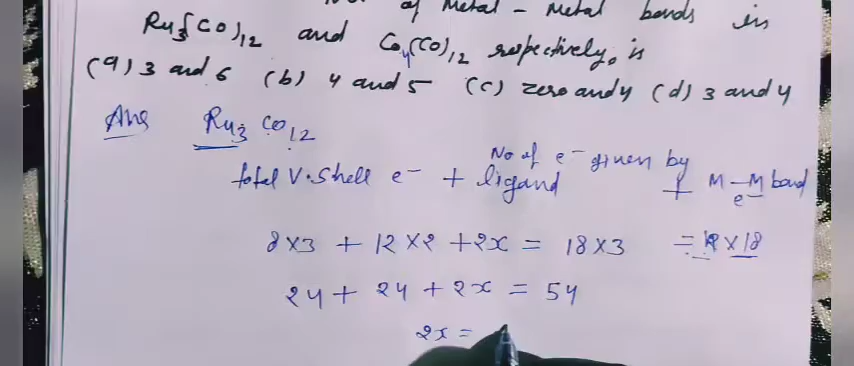 of Metal - Metal bonds in
Ru3(CO)12 and Co4(CO)12 respectively, is
(a) 3 and 6 (b) 4 and 5 (c) zero and 4 (d) 3 and 4
Ans Ru3 CO12
total V.Shell e- + No of e- given by ligand + M-M bond e-
8×3 + 12×2 + 2x = 18×3 = ×18
24 + 24 + 2x = 54
2x =